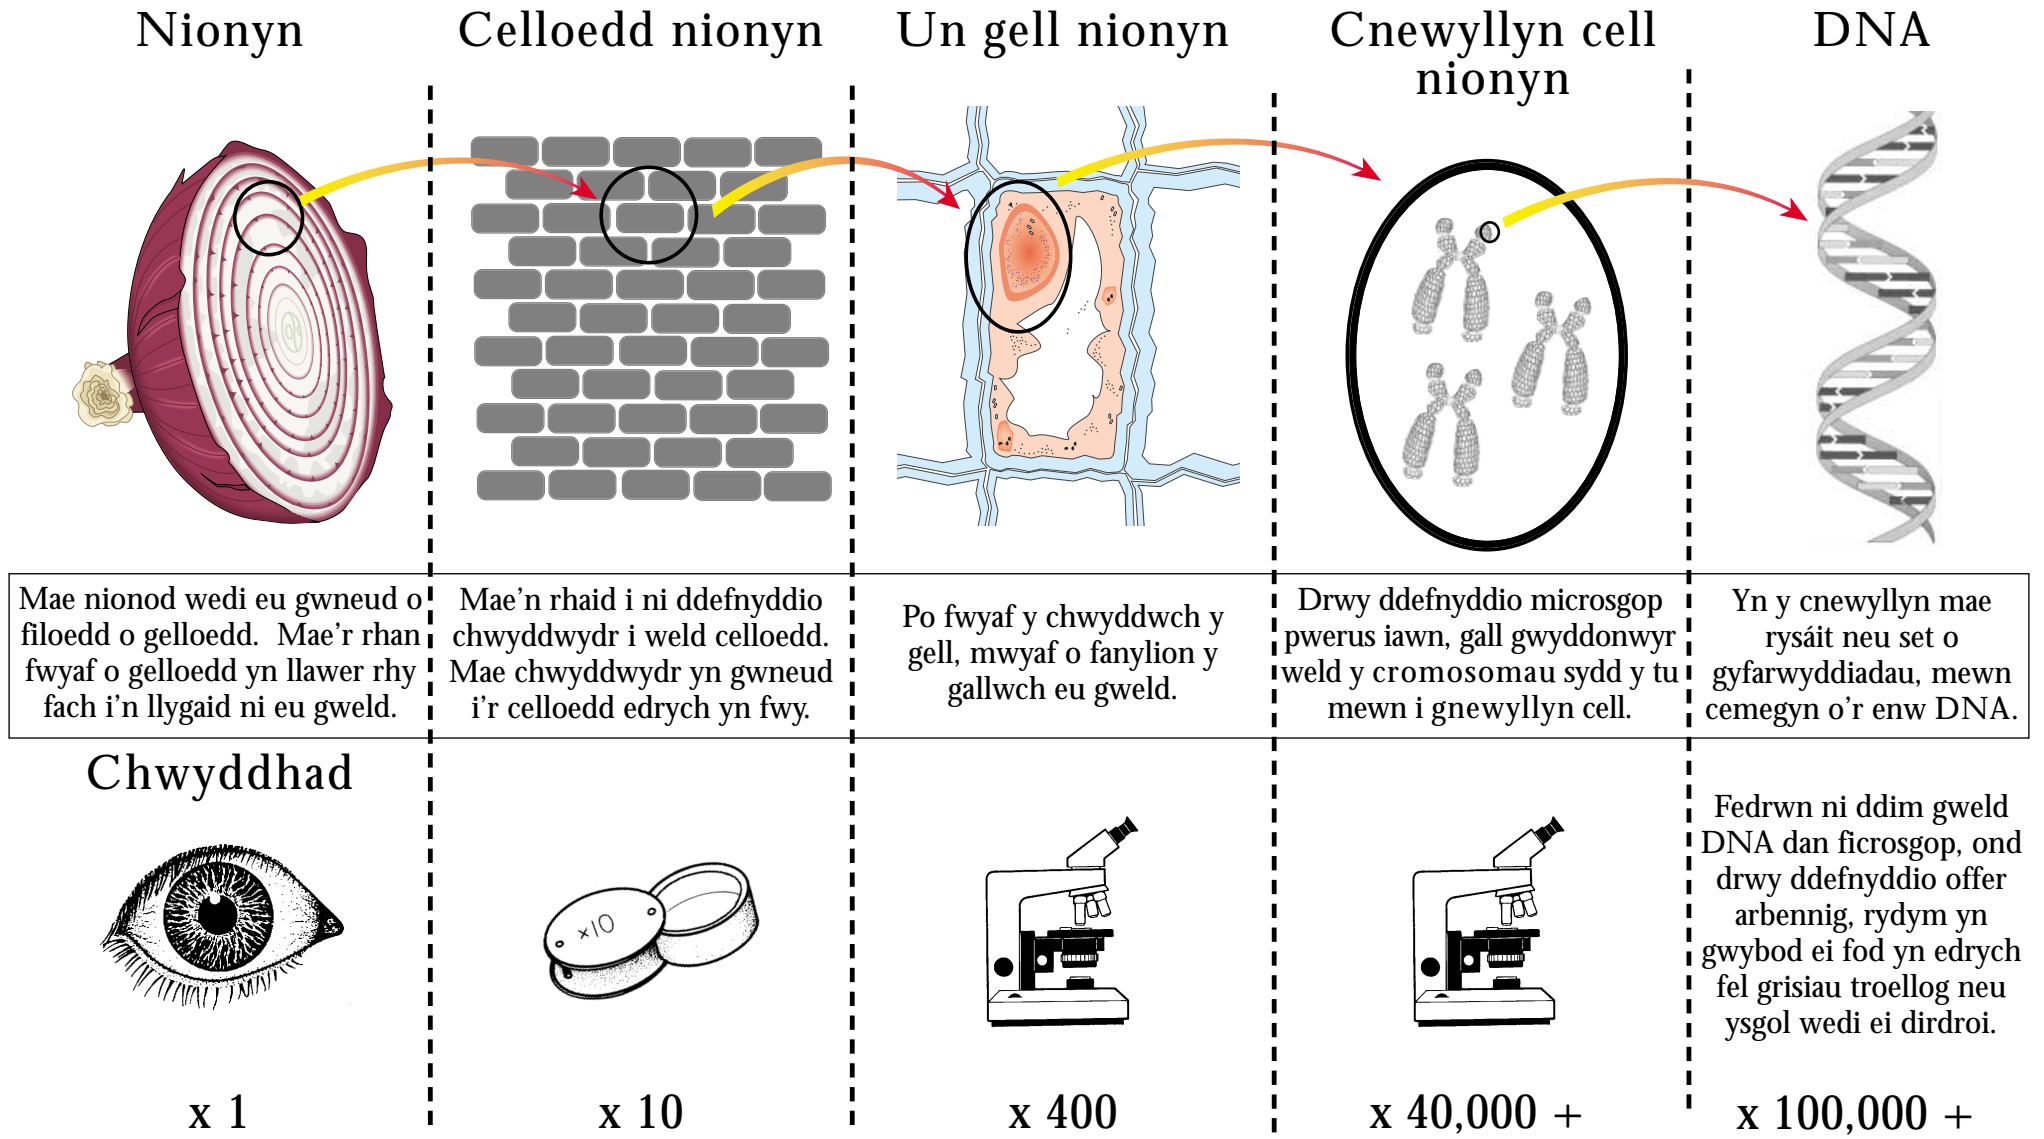 Nionyn
Celloedd nionyn
Un gell nionyn
Cnewyllyn cell
nionyn
DNA
Mae nionod wedi eu gwneud o
filoedd o gelloedd. Mae'r rhan
fwyaf o gelloedd yn llawer rhy
fach i'n llygaid ni eu gweld.
Mae'n rhaid i ni ddefnyddio
chwyddwydr i weld celloedd.
Mae chwyddwydr yn gwneud
i'r celloedd edrych yn fwy.
Po fwyaf y chwyddwch y
gell, mwyaf o fanylion y
gallwch eu gweld.
Drwy ddefnyddio microsgop
pwerus iawn, gall gwyddonwyr
weld y cromosomau sydd y tu
mewn i gnewyllyn cell.
Yn y cnewyllyn mae
rysáit neu set o
gyfarwyddiadau, mewn
cemegyn o'r enw DNA.
Chwyddhad
x10
Fedrwn ni ddim gweld
DNA dan ficrosgop, ond
drwy ddefnyddio offer
arbennig, rydym yn
gwybod ei fod yn edrych
fel grisiau troellog neu
ysgol wedi ei dirdroi.
x 1
x 10
x 400
x 40,000 +
x 100,000 +